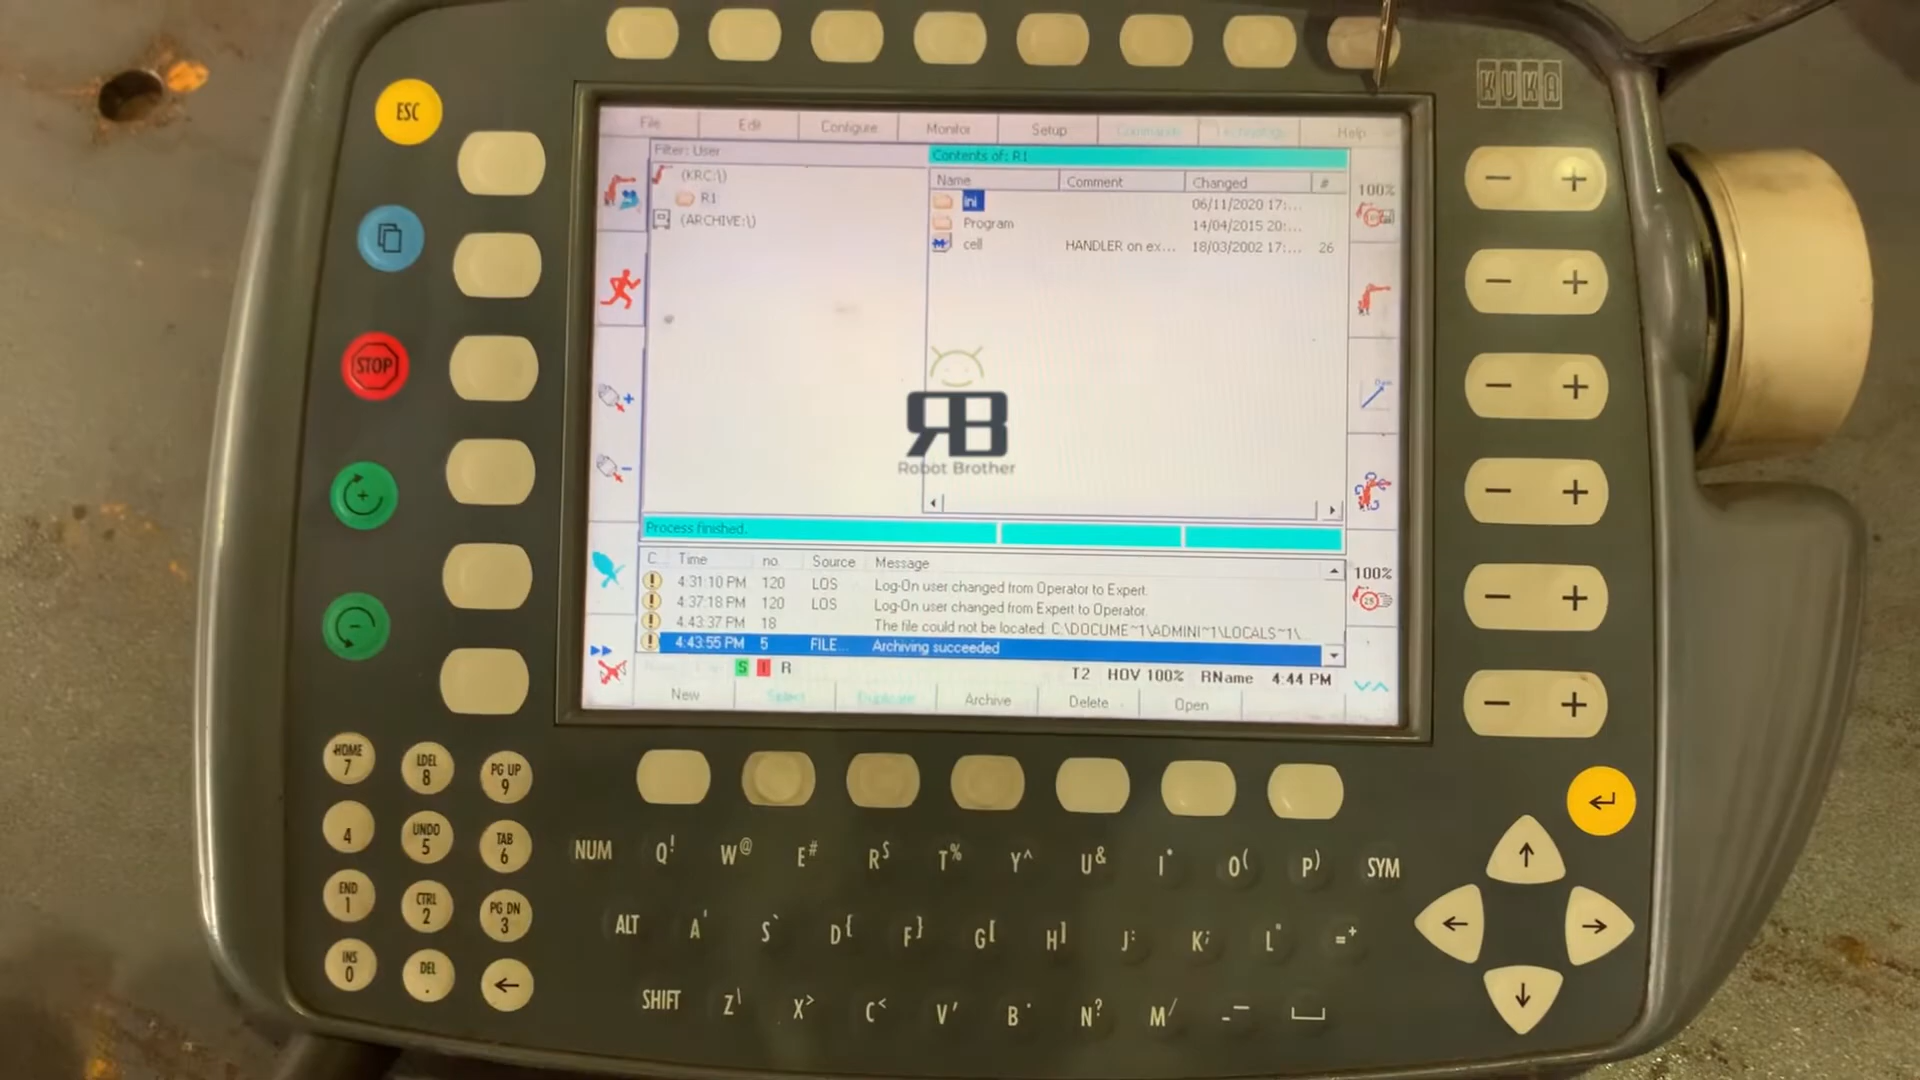 KUKA
ESC
STOP
File Edit Configure Monitor Setup Commands Technology Help
Filter: User
Contents of: R1
(KRC:\)
R1
(ARCHIVE:\)
Name Comment Changed #
ini 06/11/2020 17:...
Program 14/04/2015 20:...
cell HANDLER on ex... 18/03/2002 17:... 26
100%
RB
Robot Brother
Process finished.
C... Time no. Source Message
4:31:10 PM 120 LOS Log-On user changed from Operator to Expert.
4:37:18 PM 120 LOS Log-On user changed from Expert to Operator.
4:43:37 PM 18 The file could not be located: C:\DOCUME~1\ADMINI~1\LOCALS~1\...
4:43:55 PM 5 FILE... Archiving succeeded
100%
S I R T2 HOV 100% RName 4:44 PM
New Select Duplicate Archive Delete Open
HOME 7 LDEL 8 PG UP 9
4 UNDO 5 TAB 6
END 1 CTRL 2 PG DN 3
INS 0 DEL . ←
NUM Q! W@ E# R$ T% Y^ U& I* O( P) SYM
ALT A' S` D{ F} G[ H] J: K; L" =+
SHIFT Z\ X> C< V' B· N? M/ -_